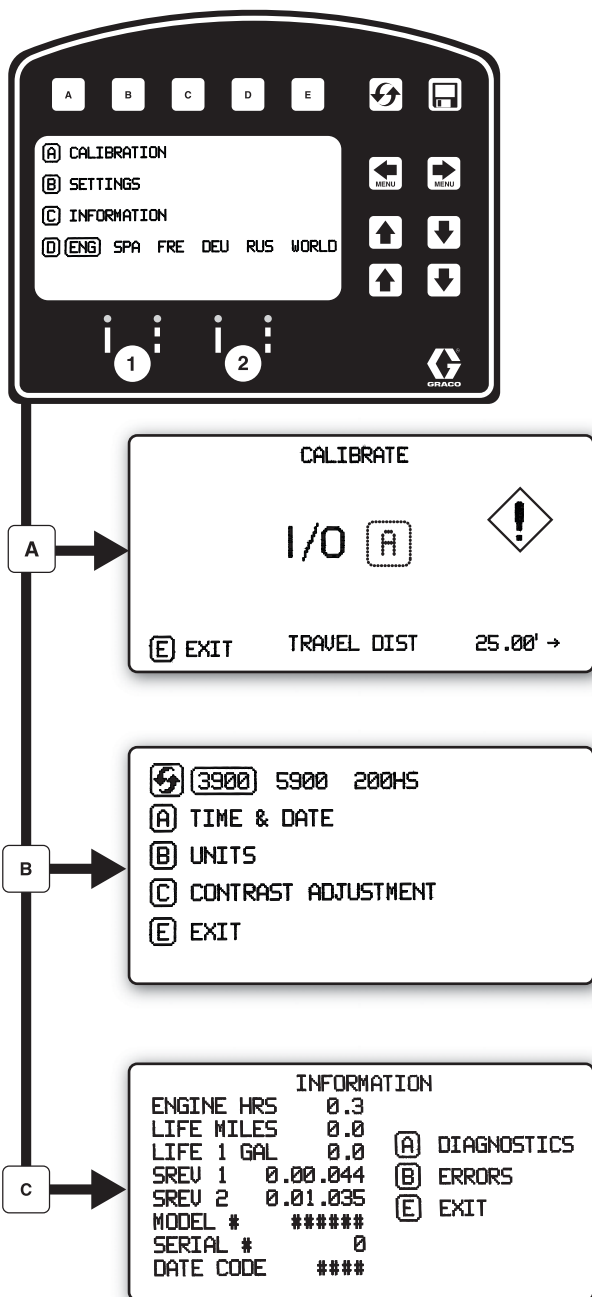 A B C D E
A CALIBRATION
MENU MENU
B SETTINGS
C INFORMATION
D ENG SPA FRE DEU RUS WORLD
1 2
GRACO
CALIBRATE
A
I/O A
!
E EXIT TRAVEL DIST 25.00' →
3900 5900 200HS
A TIME & DATE
B UNITS
B
C CONTRAST ADJUSTMENT
E EXIT
INFORMATION
ENGINE HRS 0.3
LIFE MILES 0.0
A DIAGNOSTICS
LIFE 1 GAL 0.0
B ERRORS
SREV 1 0.00.044
C
SREV 2 0.01.035
E EXIT
MODEL # ######
SERIAL # 0
DATE CODE ####